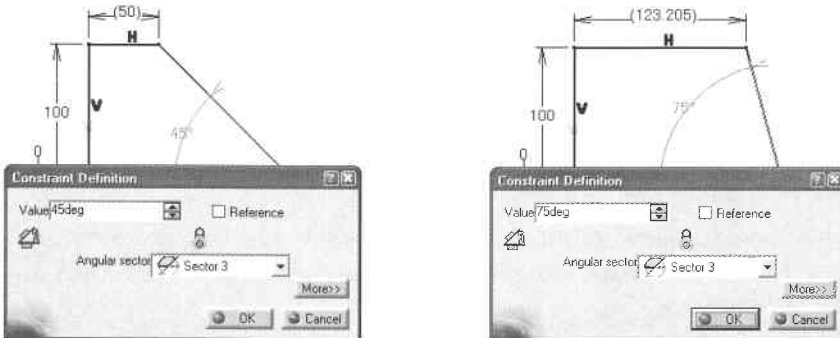 (50)
H
V
100
45°
0
Constraint Definition
Value 45deg
Reference
Angular sector Sector 3
More>>
OK Cancel
(123.205)
H
V
100
75°
0
Constraint Definition
Value 75deg
Reference
Angular sector Sector 3
More>>
OK Cancel